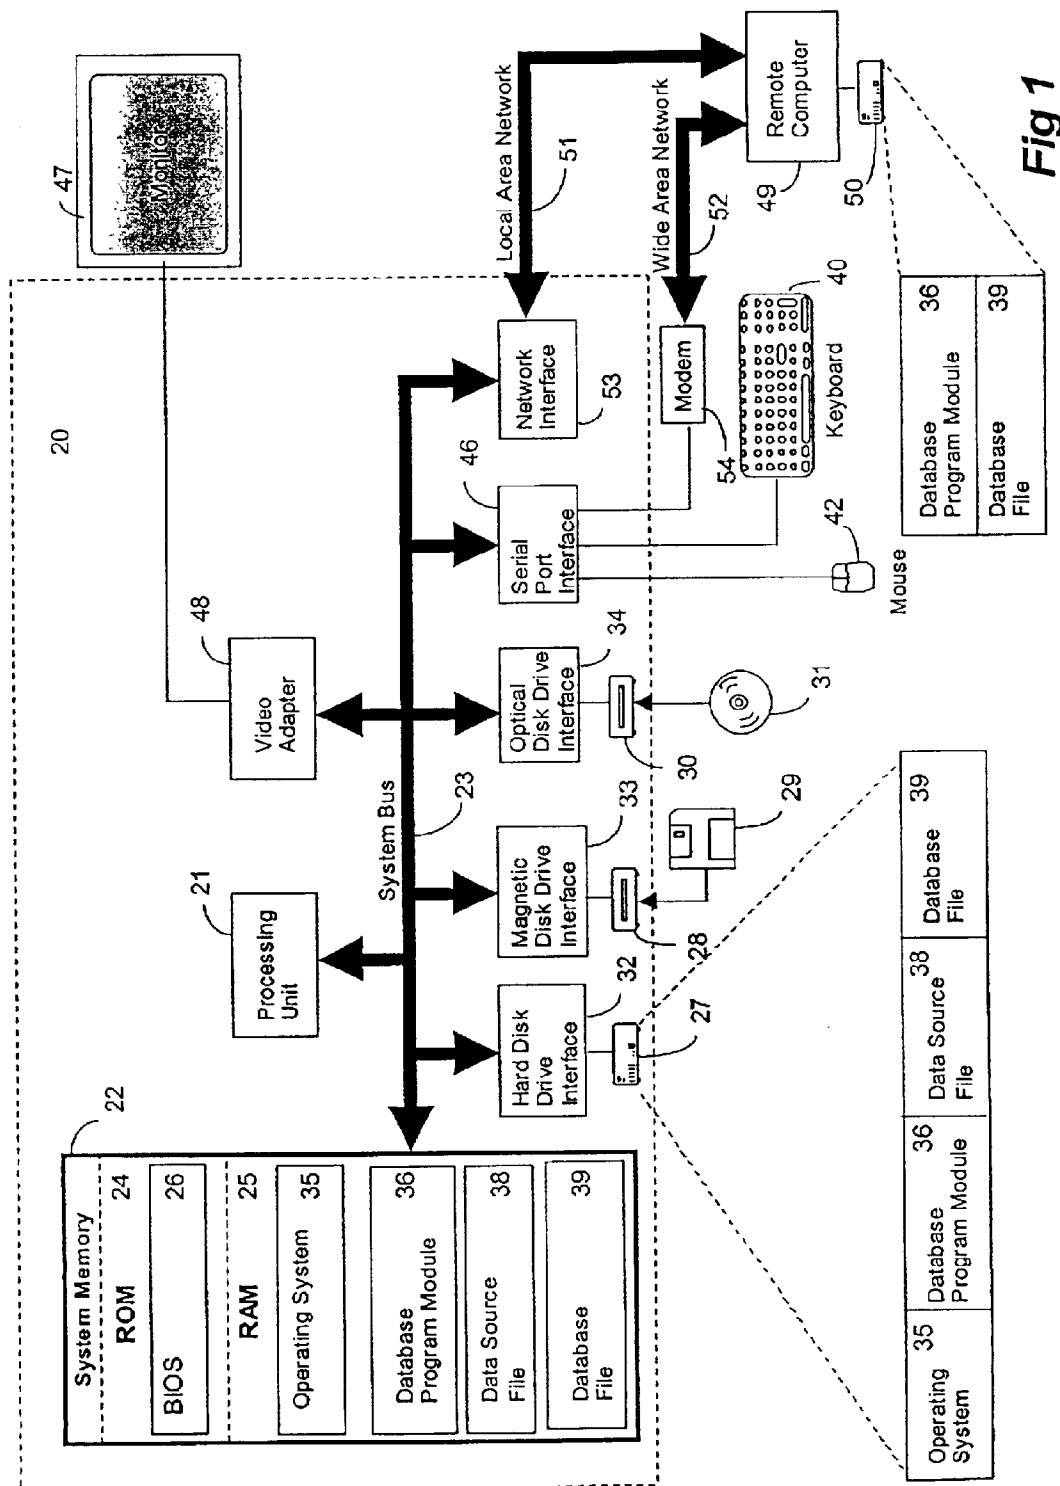 System Memory
ROM 24
BIOS 26
RAM 25
Operating System 35
Database
Program Module 36
Data Source
File 38
Database
File 39
22
Processing
Unit
21
Video
Adapter
48
20
47
Monitor
System Bus
23
Hard Disk
Drive
Interface
32
Magnetic
Disk Drive
Interface
33
Optical
Disk Drive
Interface
34
Serial
Port
Interface
46
Network
Interface
53
Local Area Network
51
27
28
29
30
31
Modem
54
Wide Area Network
52
Remote
Computer
49
50
Mouse
42
Keyboard
40
Operating
System
35
Database
Program Module
36
Data Source
File
38
Database
File
39
Database
Program Module
36
Database
File
39
Fig 1